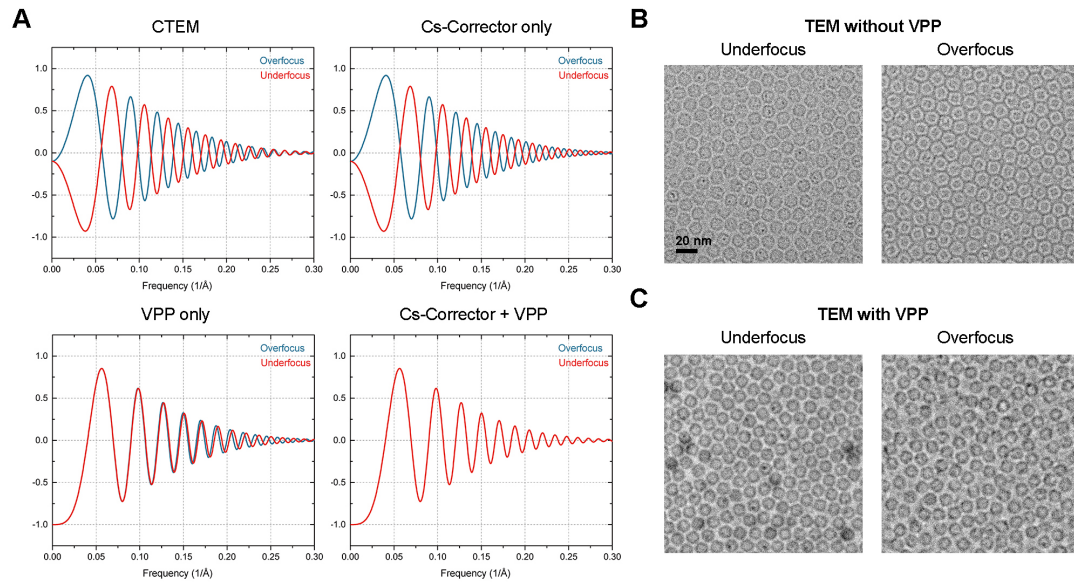 A
CTEM
Overfocus
Underfocus
1.0
0.5
0.0
-0.5
-1.0
0.00 0.05 0.10 0.15 0.20 0.25 0.30
Frequency (1/Å)
Cs-Corrector only
Overfocus
Underfocus
1.0
0.5
0.0
-0.5
-1.0
0.00 0.05 0.10 0.15 0.20 0.25 0.30
Frequency (1/Å)
VPP only
Overfocus
Underfocus
1.0
0.5
0.0
-0.5
-1.0
0.00 0.05 0.10 0.15 0.20 0.25 0.30
Frequency (1/Å)
Cs-Corrector + VPP
Overfocus
Underfocus
1.0
0.5
0.0
-0.5
-1.0
0.00 0.05 0.10 0.15 0.20 0.25 0.30
Frequency (1/Å)
B
TEM without VPP
Underfocus
Overfocus
20 nm
C
TEM with VPP
Underfocus
Overfocus